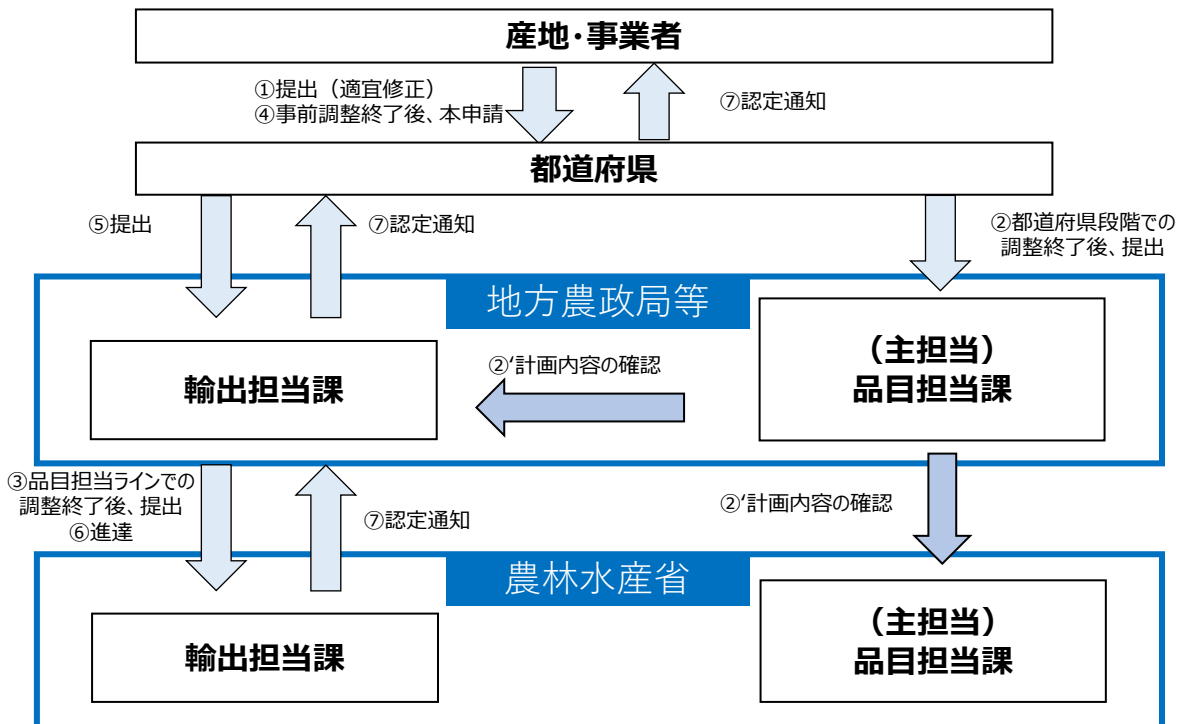 産地・事業者
①提出（適宜修正）
④事前調整終了後、本申請
⑦認定通知
都道府県
⑤提出
⑦認定通知
②都道府県段階での
調整終了後、提出
地方農政局等
輸出担当課
②‘計画内容の確認
（主担当）
品目担当課
③品目担当ラインでの
調整終了後、提出
⑥進達
⑦認定通知
②‘計画内容の確認
農林水産省
輸出担当課
（主担当）
品目担当課